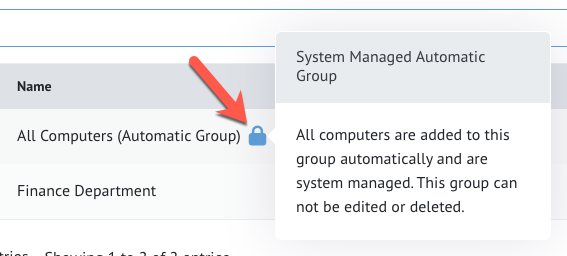 System Managed Automatic
Group
Name
All Computers (Automatic Group)
All computers are added to this
group automatically and are
system managed. This group can
not be edited or deleted.
Finance Department
Showing 1 to 2 of 2 entries